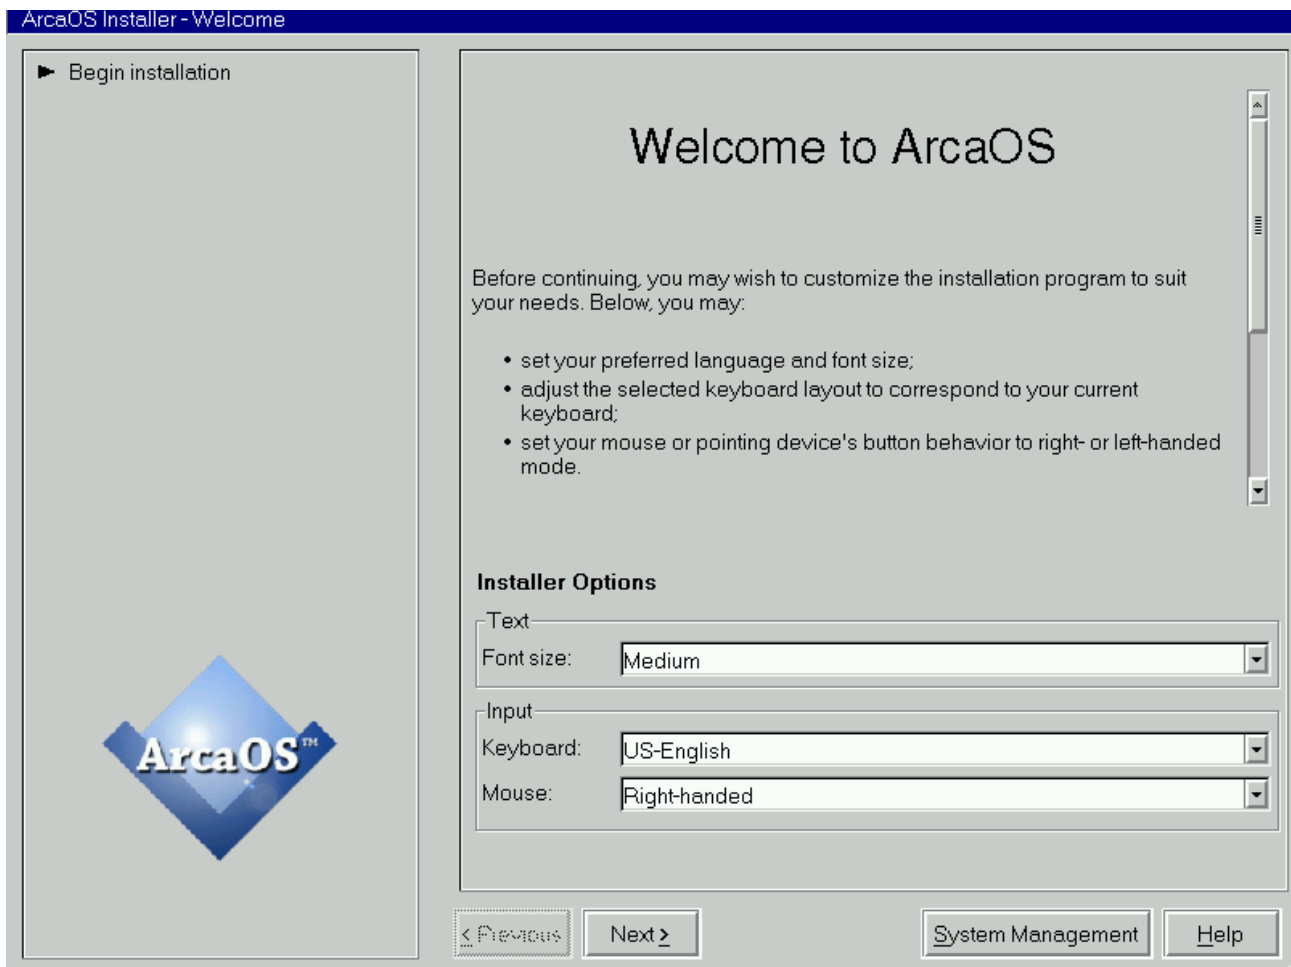 ArcaOS Installer - Welcome
Begin installation
Welcome to ArcaOS
Before continuing, you may wish to customize the installation program to suit
your needs. Below, you may:
• set your preferred language and font size;
• adjust the selected keyboard layout to correspond to your current
keyboard;
• set your mouse or pointing device's button behavior to right- or left-handed
mode.
Installer Options
Text
Font size: Medium
Input
Keyboard: US-English
Mouse: Right-handed
ArcaOS™
< Previous Next > System Management Help